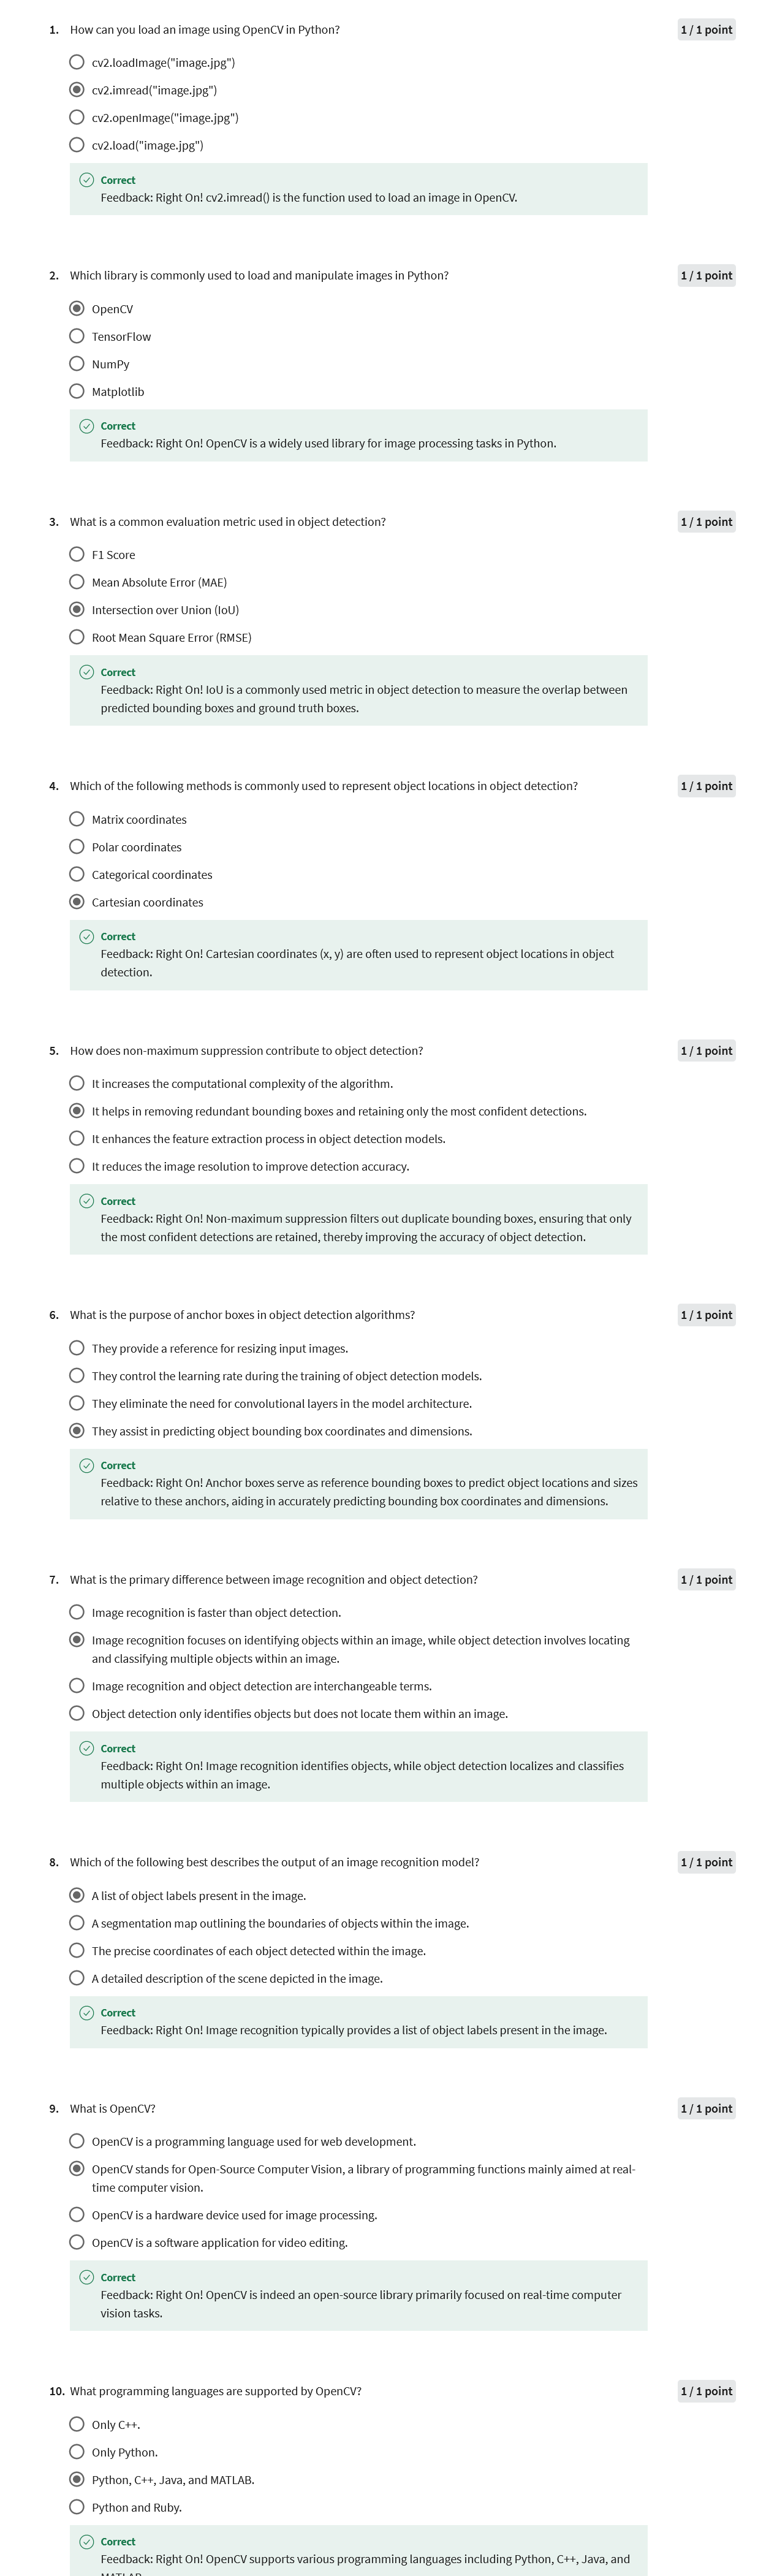 1. How can you load an image using OpenCV in Python? 1 / 1 point
cv2.loadImage("image.jpg")
cv2.imread("image.jpg")
cv2.openImage("image.jpg")
cv2.load("image.jpg")
Correct
Feedback: Right On! cv2.imread() is the function used to load an image in OpenCV.
2. Which library is commonly used to load and manipulate images in Python? 1 / 1 point
OpenCV
TensorFlow
NumPy
Matplotlib
Correct
Feedback: Right On! OpenCV is a widely used library for image processing tasks in Python.
3. What is a common evaluation metric used in object detection? 1 / 1 point
F1 Score
Mean Absolute Error (MAE)
Intersection over Union (IoU)
Root Mean Square Error (RMSE)
Correct
Feedback: Right On! IoU is a commonly used metric in object detection to measure the overlap between
predicted bounding boxes and ground truth boxes.
4. Which of the following methods is commonly used to represent object locations in object detection? 1 / 1 point
Matrix coordinates
Polar coordinates
Categorical coordinates
Cartesian coordinates
Correct
Feedback: Right On! Cartesian coordinates (x, y) are often used to represent object locations in object
detection.
5. How does non-maximum suppression contribute to object detection? 1 / 1 point
It increases the computational complexity of the algorithm.
It helps in removing redundant bounding boxes and retaining only the most confident detections.
It enhances the feature extraction process in object detection models.
It reduces the image resolution to improve detection accuracy.
Correct
Feedback: Right On! Non-maximum suppression filters out duplicate bounding boxes, ensuring that only
the most confident detections are retained, thereby improving the accuracy of object detection.
6. What is the purpose of anchor boxes in object detection algorithms? 1 / 1 point
They provide a reference for resizing input images.
They control the learning rate during the training of object detection models.
They eliminate the need for convolutional layers in the model architecture.
They assist in predicting object bounding box coordinates and dimensions.
Correct
Feedback: Right On! Anchor boxes serve as reference bounding boxes to predict object locations and sizes
relative to these anchors, aiding in accurately predicting bounding box coordinates and dimensions.
7. What is the primary difference between image recognition and object detection? 1 / 1 point
Image recognition is faster than object detection.
Image recognition focuses on identifying objects within an image, while object detection involves locating
and classifying multiple objects within an image.
Image recognition and object detection are interchangeable terms.
Object detection only identifies objects but does not locate them within an image.
Correct
Feedback: Right On! Image recognition identifies objects, while object detection localizes and classifies
multiple objects within an image.
8. Which of the following best describes the output of an image recognition model? 1 / 1 point
A list of object labels present in the image.
A segmentation map outlining the boundaries of objects within the image.
The precise coordinates of each object detected within the image.
A detailed description of the scene depicted in the image.
Correct
Feedback: Right On! Image recognition typically provides a list of object labels present in the image.
9. What is OpenCV? 1 / 1 point
OpenCV is a programming language used for web development.
OpenCV stands for Open-Source Computer Vision, a library of programming functions mainly aimed at real-
time computer vision.
OpenCV is a hardware device used for image processing.
OpenCV is a software application for video editing.
Correct
Feedback: Right On! OpenCV is indeed an open-source library primarily focused on real-time computer
vision tasks.
10. What programming languages are supported by OpenCV? 1 / 1 point
Only C++.
Only Python.
Python, C++, Java, and MATLAB.
Python and Ruby.
Correct
Feedback: Right On! OpenCV supports various programming languages including Python, C++, Java, and